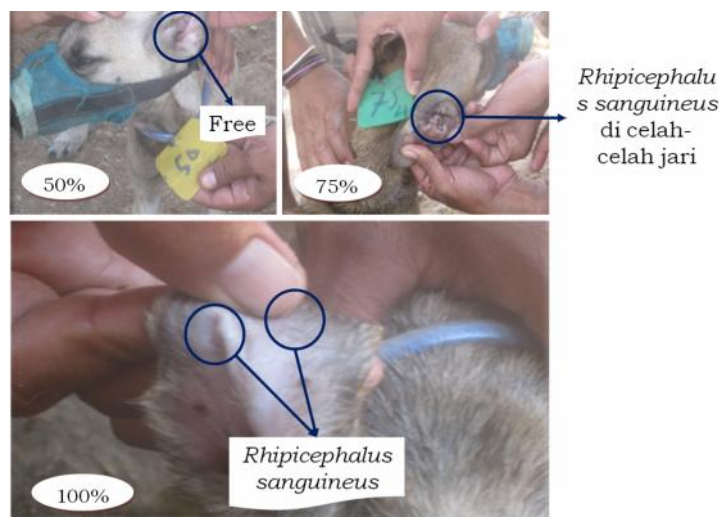 Free
50%
75%
Rhipicephalu
s sanguineus
di celah-
celah jari
Rhipicephalus
sanguineus
100%